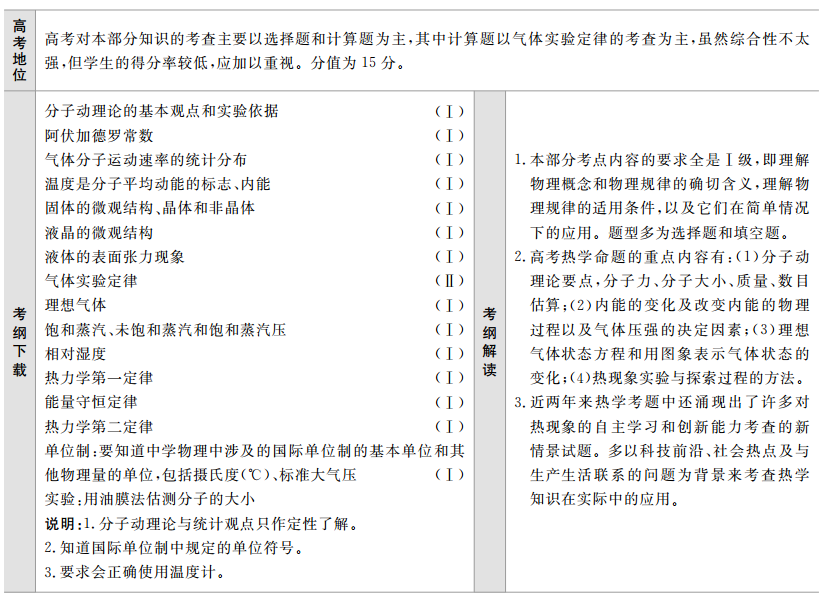 高考地位
高考对本部分知识的考查主要以选择题和计算题为主,其中计算题以气体实验定律的考查为主,虽然综合性不太
强,但学生的得分率较低,应加以重视。分值为 15 分。
考纲下载
分子动理论的基本观点和实验依据 (Ⅰ)
阿伏加德罗常数 (Ⅰ)
气体分子运动速率的统计分布 (Ⅰ)
温度是分子平均动能的标志、内能 (Ⅰ)
固体的微观结构、晶体和非晶体 (Ⅰ)
液晶的微观结构 (Ⅰ)
液体的表面张力现象 (Ⅰ)
气体实验定律 (Ⅱ)
理想气体 (Ⅰ)
饱和蒸汽、未饱和蒸汽和饱和蒸汽压 (Ⅰ)
相对湿度 (Ⅰ)
热力学第一定律 (Ⅰ)
能量守恒定律 (Ⅰ)
热力学第二定律 (Ⅰ)
单位制:要知道中学物理中涉及的国际单位制的基本单位和其
他物理量的单位,包括摄氏度(℃)、标准大气压 (Ⅰ)
实验:用油膜法估测分子的大小
说明:1. 分子动理论与统计观点只作定性了解。
2. 知道国际单位制中规定的单位符号。
3. 要求会正确使用温度计。
考纲解读
1. 本部分考点内容的要求全是Ⅰ级,即理解
物理概念和物理规律的确切含义,理解物
理规律的适用条件,以及它们在简单情况
下的应用。题型多为选择题和填空题。
2. 高考热学命题的重点内容有:(1)分子动
理论要点,分子力、分子大小、质量、数目
估算;(2)内能的变化及改变内能的物理
过程以及气体压强的决定因素;(3)理想
气体状态方程和用图象表示气体状态的
变化;(4)热现象实验与探索过程的方法。
3. 近两年来热学考题中还涌现出了许多对
热现象的自主学习和创新能力考查的新
情景试题。多以科技前沿、社会热点及与
生产生活联系的问题为背景来考查热学
知识在实际中的应用。